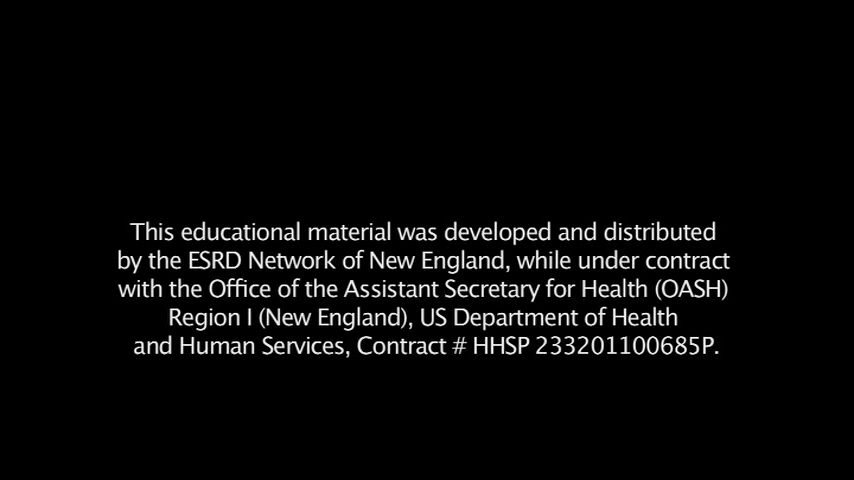 This educational material was developed and distributed
by the ESRD Network of New England, while under contract
with the Office of the Assistant Secretary for Health (OASH)
Region I (New England), US Department of Health
and Human Services, Contract # HHSP 233201100685P.